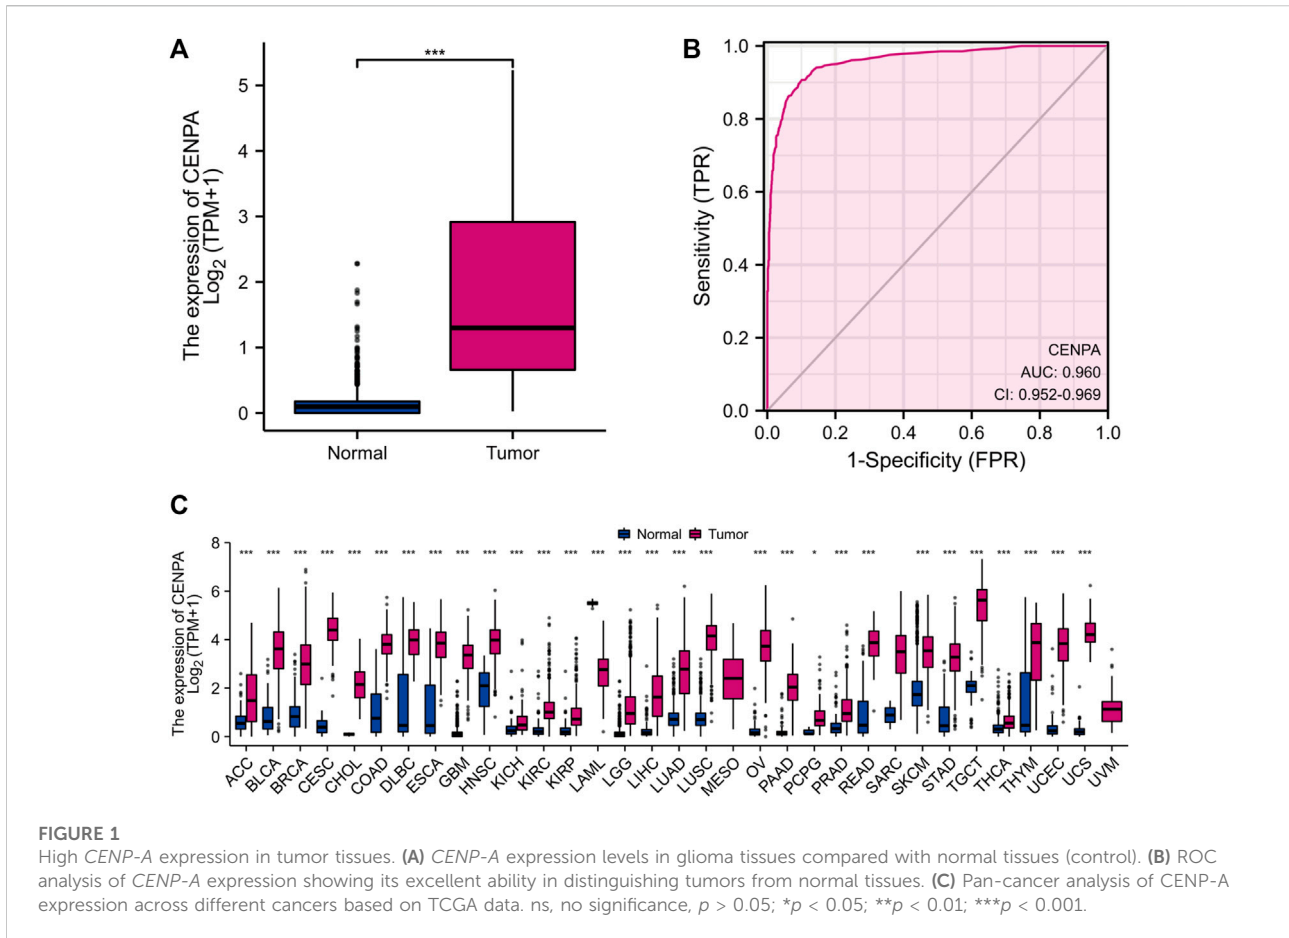 A
***
The expression of CENPA
Log2 (TPM+1)
5
4
3
2
1
0
Normal
Tumor
B
Sensitivity (TPR)
1.0
0.8
0.6
0.4
0.2
0.0
CENPA
AUC: 0.960
CI: 0.952-0.969
0.0 0.2 0.4 0.6 0.8 1.0
1-Specificity (FPR)
C
Normal Tumor
The expression of CENPA
Log2 (TPM+1)
8
6
4
2
0
*** *** *** *** *** *** *** *** *** *** *** *** *** *** *** *** *** *** *** *** * *** *** *** *** *** *** *** *** ***
ACC BLCA BRCA CESC CHOL COAD DLBC ESCA GBM HNSC KICH KIRC KIRP LAML LGG LIHC LUAD LUSC MESO OV PAAD PCPG PRAD READ SARC SKCM STAD TGCT THCA THYM UCEC UCS UVM
FIGURE 1
High CENP-A expression in tumor tissues. (A) CENP-A expression levels in glioma tissues compared with normal tissues (control). (B) ROC
analysis of CENP-A expression showing its excellent ability in distinguishing tumors from normal tissues. (C) Pan-cancer analysis of CENP-A
expression across different cancers based on TCGA data. ns, no significance, p > 0.05; *p < 0.05; **p < 0.01; ***p < 0.001.